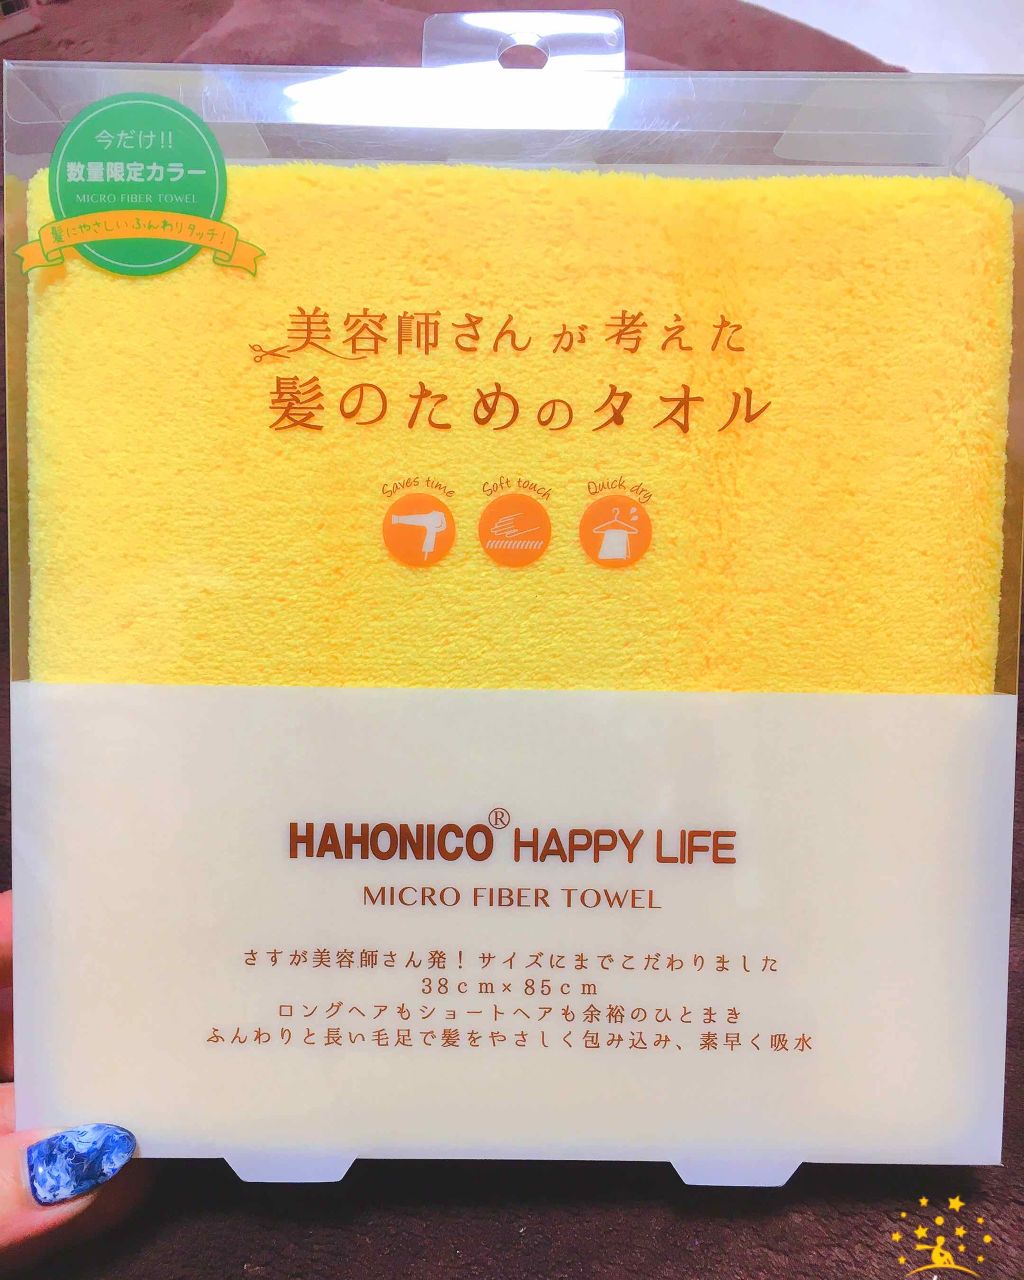 今だけ!!
数量限定カラー
MICRO FIBER TOWEL
髪にやさしいふんわりタッチ!
美容師さんが考えた
髪のためのタオル
Saves time Soft touch Quick dry
HAHONICO® HAPPY LIFE
MICRO FIBER TOWEL
さすが美容師さん発!サイズにまでこだわりました
38cm×85cm
ロングヘアもショートヘアも余裕のひとまき
ふんわりと長い毛足で髪をやさしく包み込み、素早く吸水